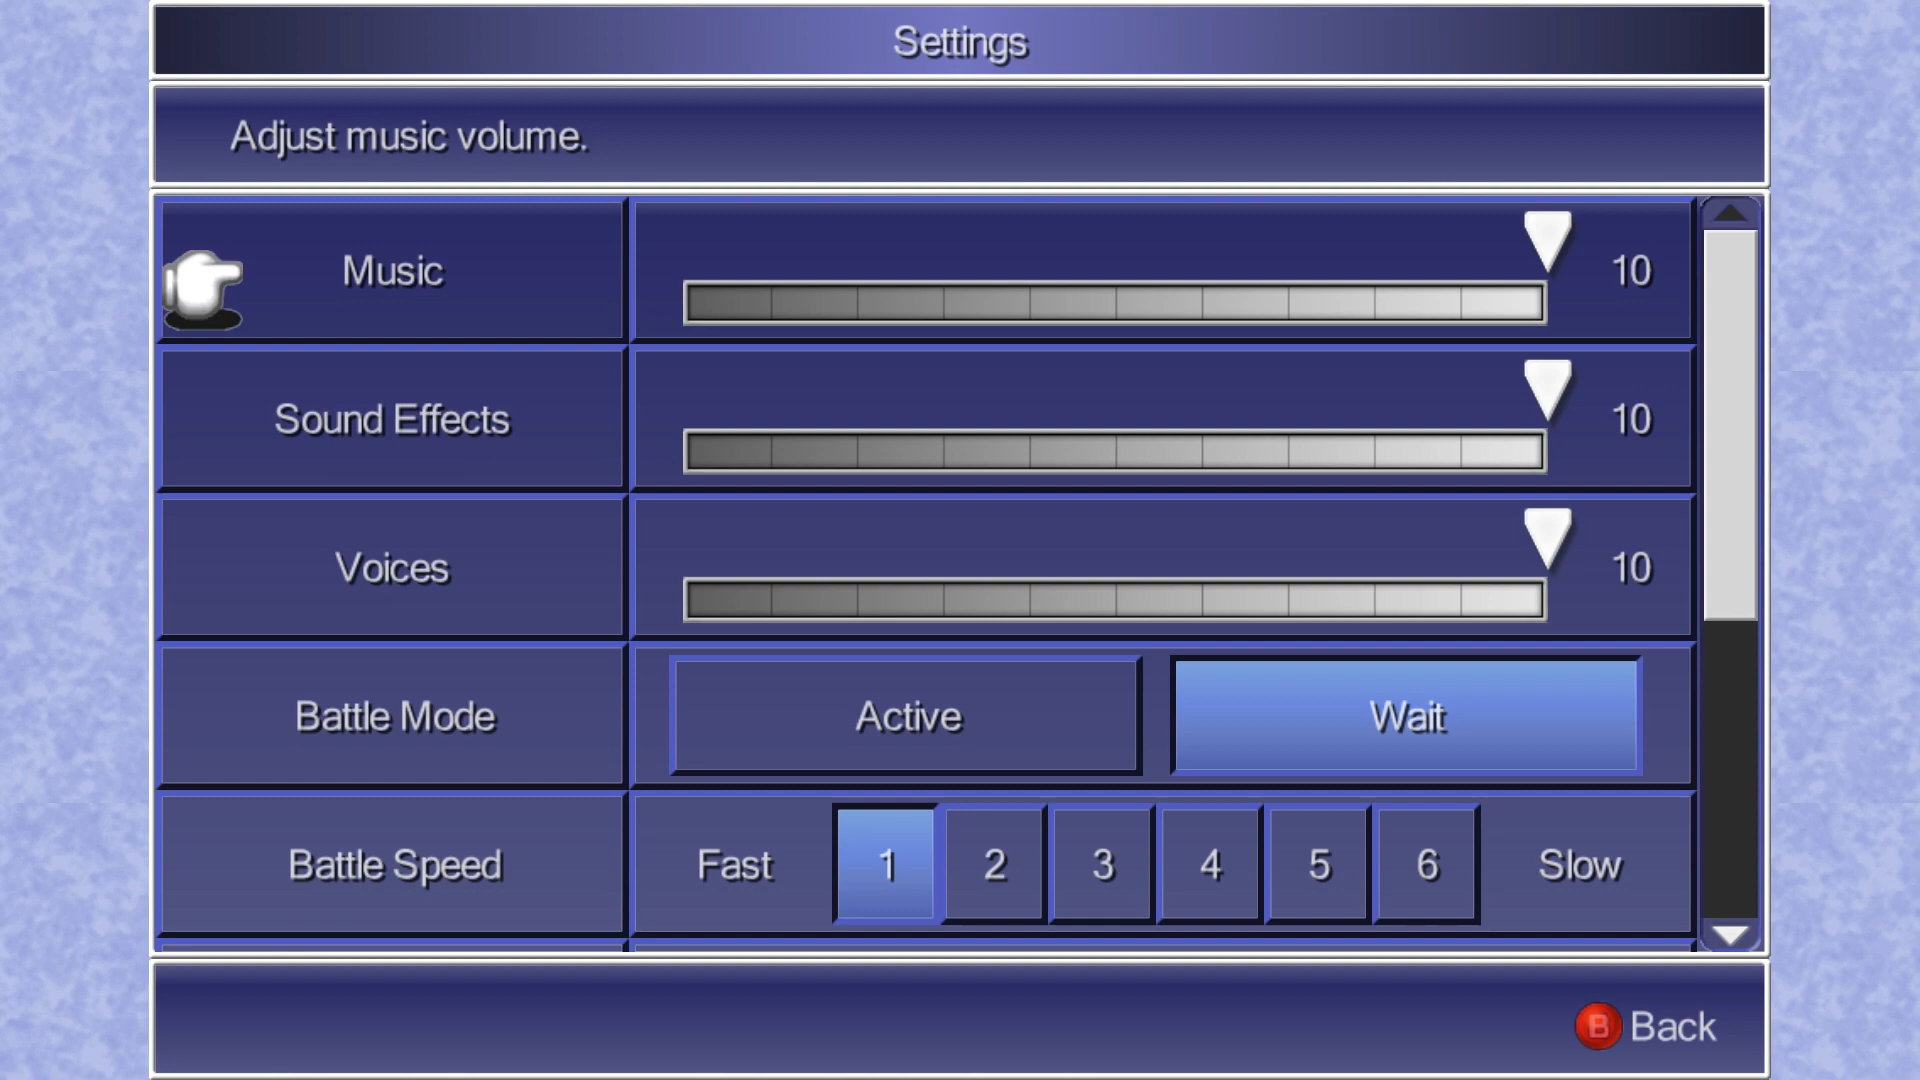 Settings
Adjust music volume.
Music 10
Sound Effects 10
Voices 10
Battle Mode Active Wait
Battle Speed Fast 1 2 3 4 5 6 Slow
B Back